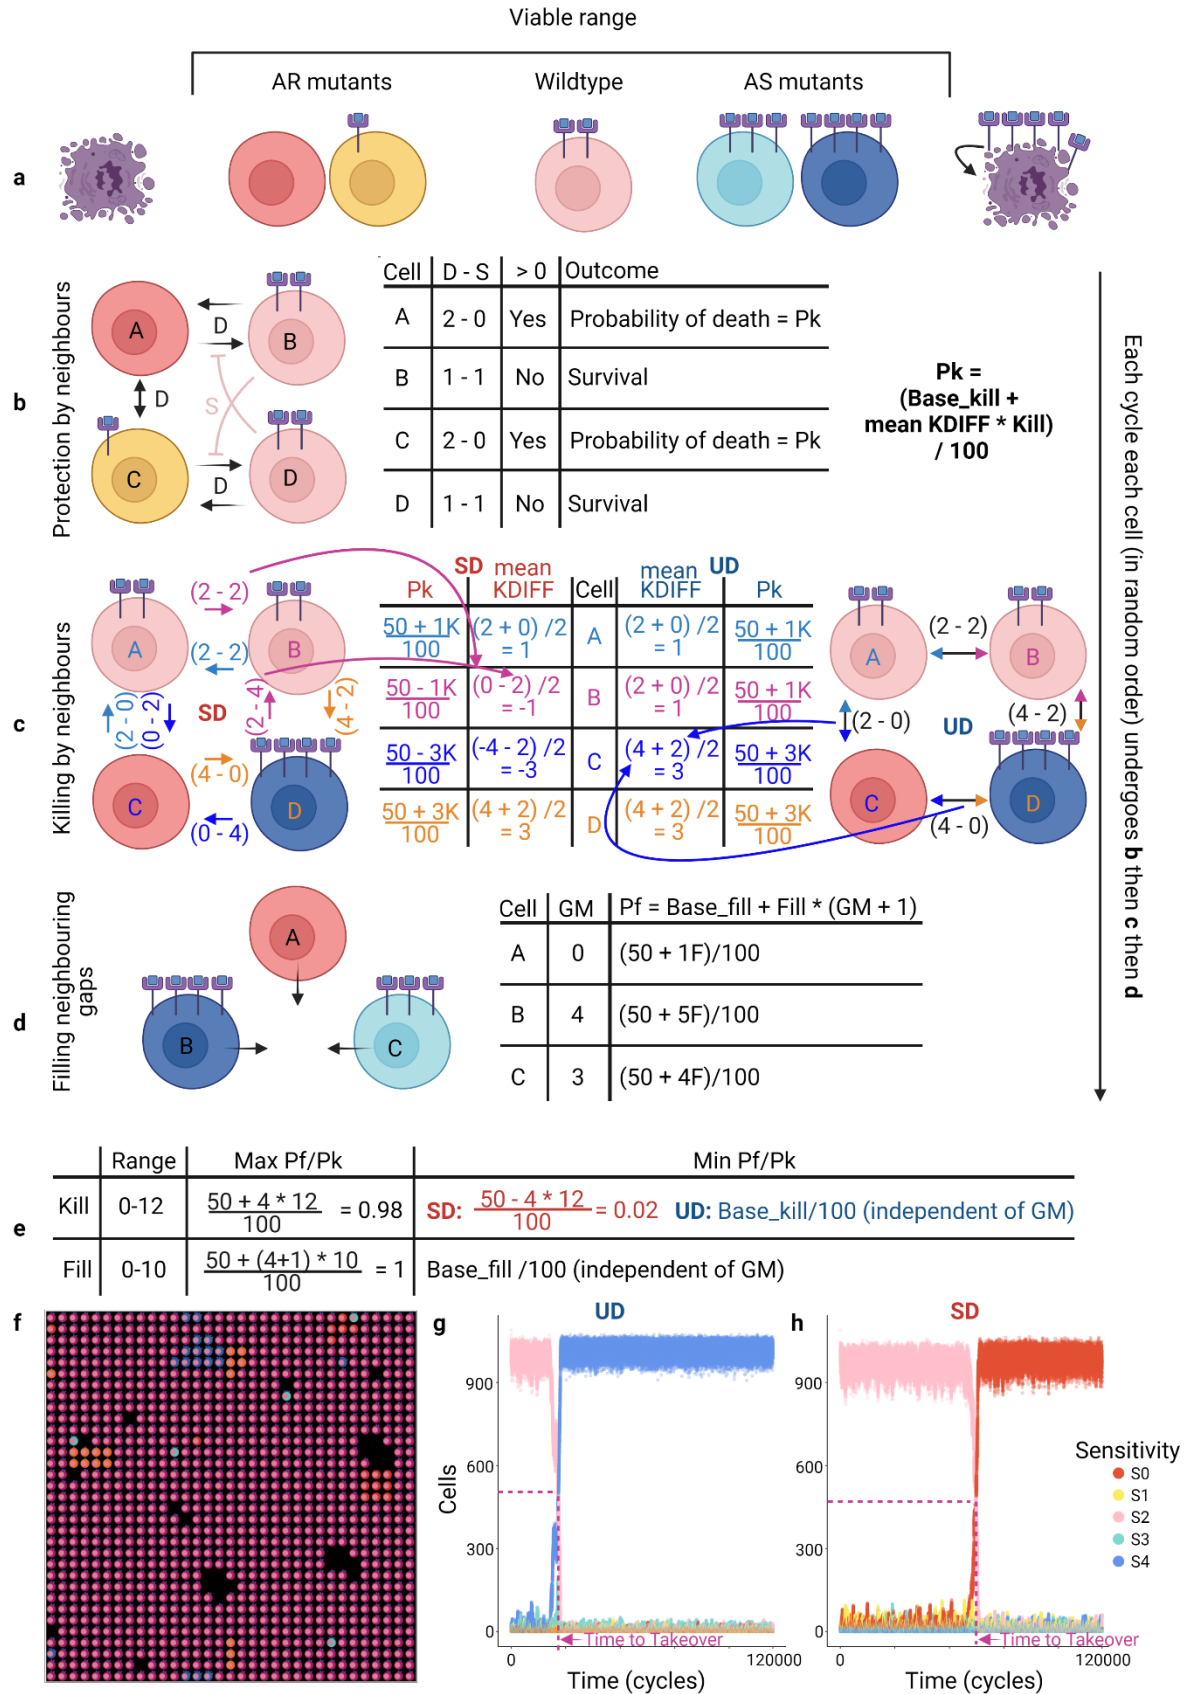 Viable range
AR mutants
Wildtype
AS mutants
a
b
Protection by neighbours
A
D
B
D
S
C
D
D
Cell D - S > 0 Outcome
A 2 - 0 Yes Probability of death = Pk
B 1 - 1 No Survival
C 2 - 0 Yes Probability of death = Pk
D 1 - 1 No Survival
Pk =
(Base_kill +
mean KDIFF * Kill)
/ 100
Each cycle each cell (in random order) undergoes b then c then d
c
Killing by neighbours
(2 - 2)
A
B
(2 - 2)
(2 - 0)
(0 - 2)
SD
(2 - 4)
(4 - 2)
(4 - 0)
C
D
(0 - 4)
SD mean mean UD
Pk KDIFF Cell KDIFF Pk
50 + 1K (2 + 0) /2 A (2 + 0) /2 50 + 1K
100 = 1 = 1 100
50 - 1K (0 - 2) /2 B (2 + 0) /2 50 + 1K
100 = -1 = 1 100
50 - 3K (-4 - 2) /2 C (4 + 2) /2 50 + 3K
100 = -3 = 3 100
50 + 3K (4 + 2) /2 D (4 + 2) /2 50 + 3K
100 = 3 = 3 100
(2 - 2)
A
B
(2 - 0)
UD
(4 - 2)
C
D
(4 - 0)
d
Filling neighbouring
gaps
A
B
C
Cell GM Pf = Base_fill + Fill * (GM + 1)
A 0 (50 + 1F)/100
B 4 (50 + 5F)/100
C 3 (50 + 4F)/100
e
Range Max Pf/Pk Min Pf/Pk
Kill 0-12 50 + 4 * 12 = 0.98 SD: 50 - 4 * 12 = 0.02 UD: Base_kill/100 (independent of GM)
100 100
Fill 0-10 50 + (4+1) * 10 = 1 Base_fill /100 (independent of GM)
100
f
g
UD
Cells
900
600
300
0
Time to Takeover
0 120000
Time (cycles)
h
SD
900
600
300
0
Time to Takeover
0 120000
Time (cycles)
Sensitivity
S0
S1
S2
S3
S4